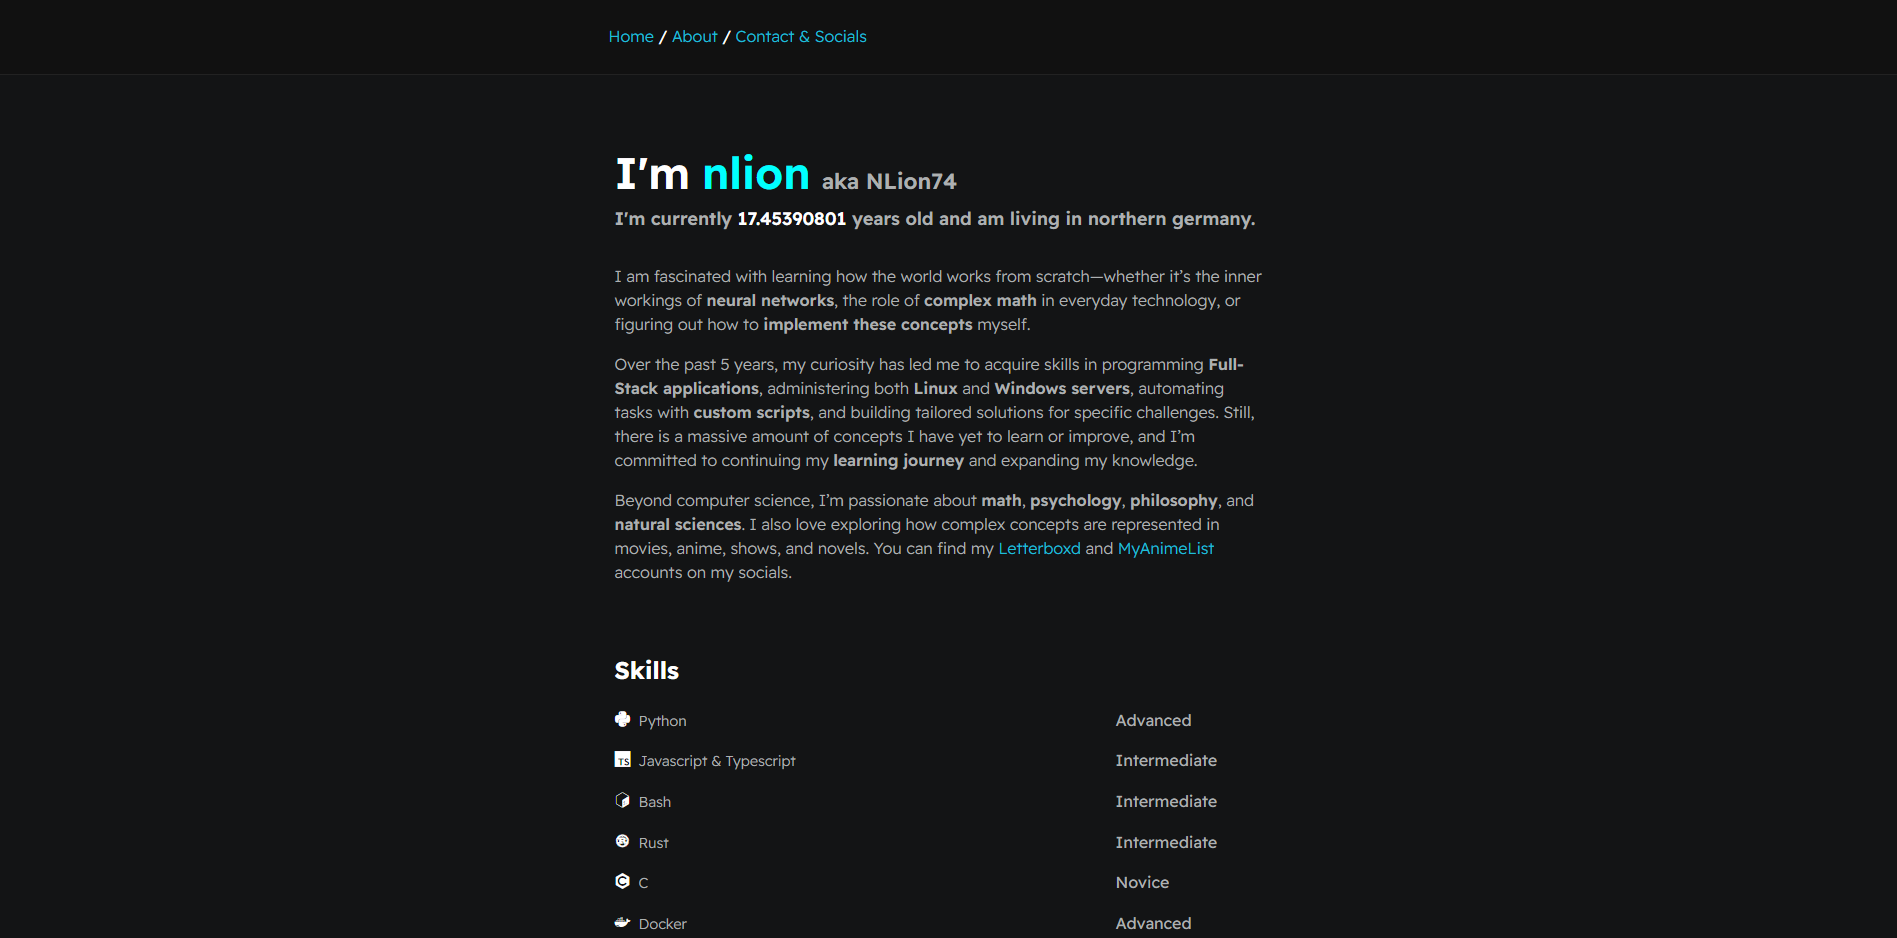 Home / About / Contact & Socials
I'm nlion aka NLion74
I'm currently 17.45390801 years old and am living in northern germany.
I am fascinated with learning how the world works from scratch—whether it's the inner
workings of neural networks, the role of complex math in everyday technology, or
figuring out how to implement these concepts myself.
Over the past 5 years, my curiosity has led me to acquire skills in programming Full-
Stack applications, administering both Linux and Windows servers, automating
tasks with custom scripts, and building tailored solutions for specific challenges. Still,
there is a massive amount of concepts I have yet to learn or improve, and I’m
committed to continuing my learning journey and expanding my knowledge.
Beyond computer science, I’m passionate about math, psychology, philosophy, and
natural sciences. I also love exploring how complex concepts are represented in
movies, anime, shows, and novels. You can find my Letterboxd and MyAnimeList
accounts on my socials.
Skills
Python Advanced
TS Javascript & Typescript Intermediate
Bash Intermediate
Rust Intermediate
C C Novice
Docker Advanced